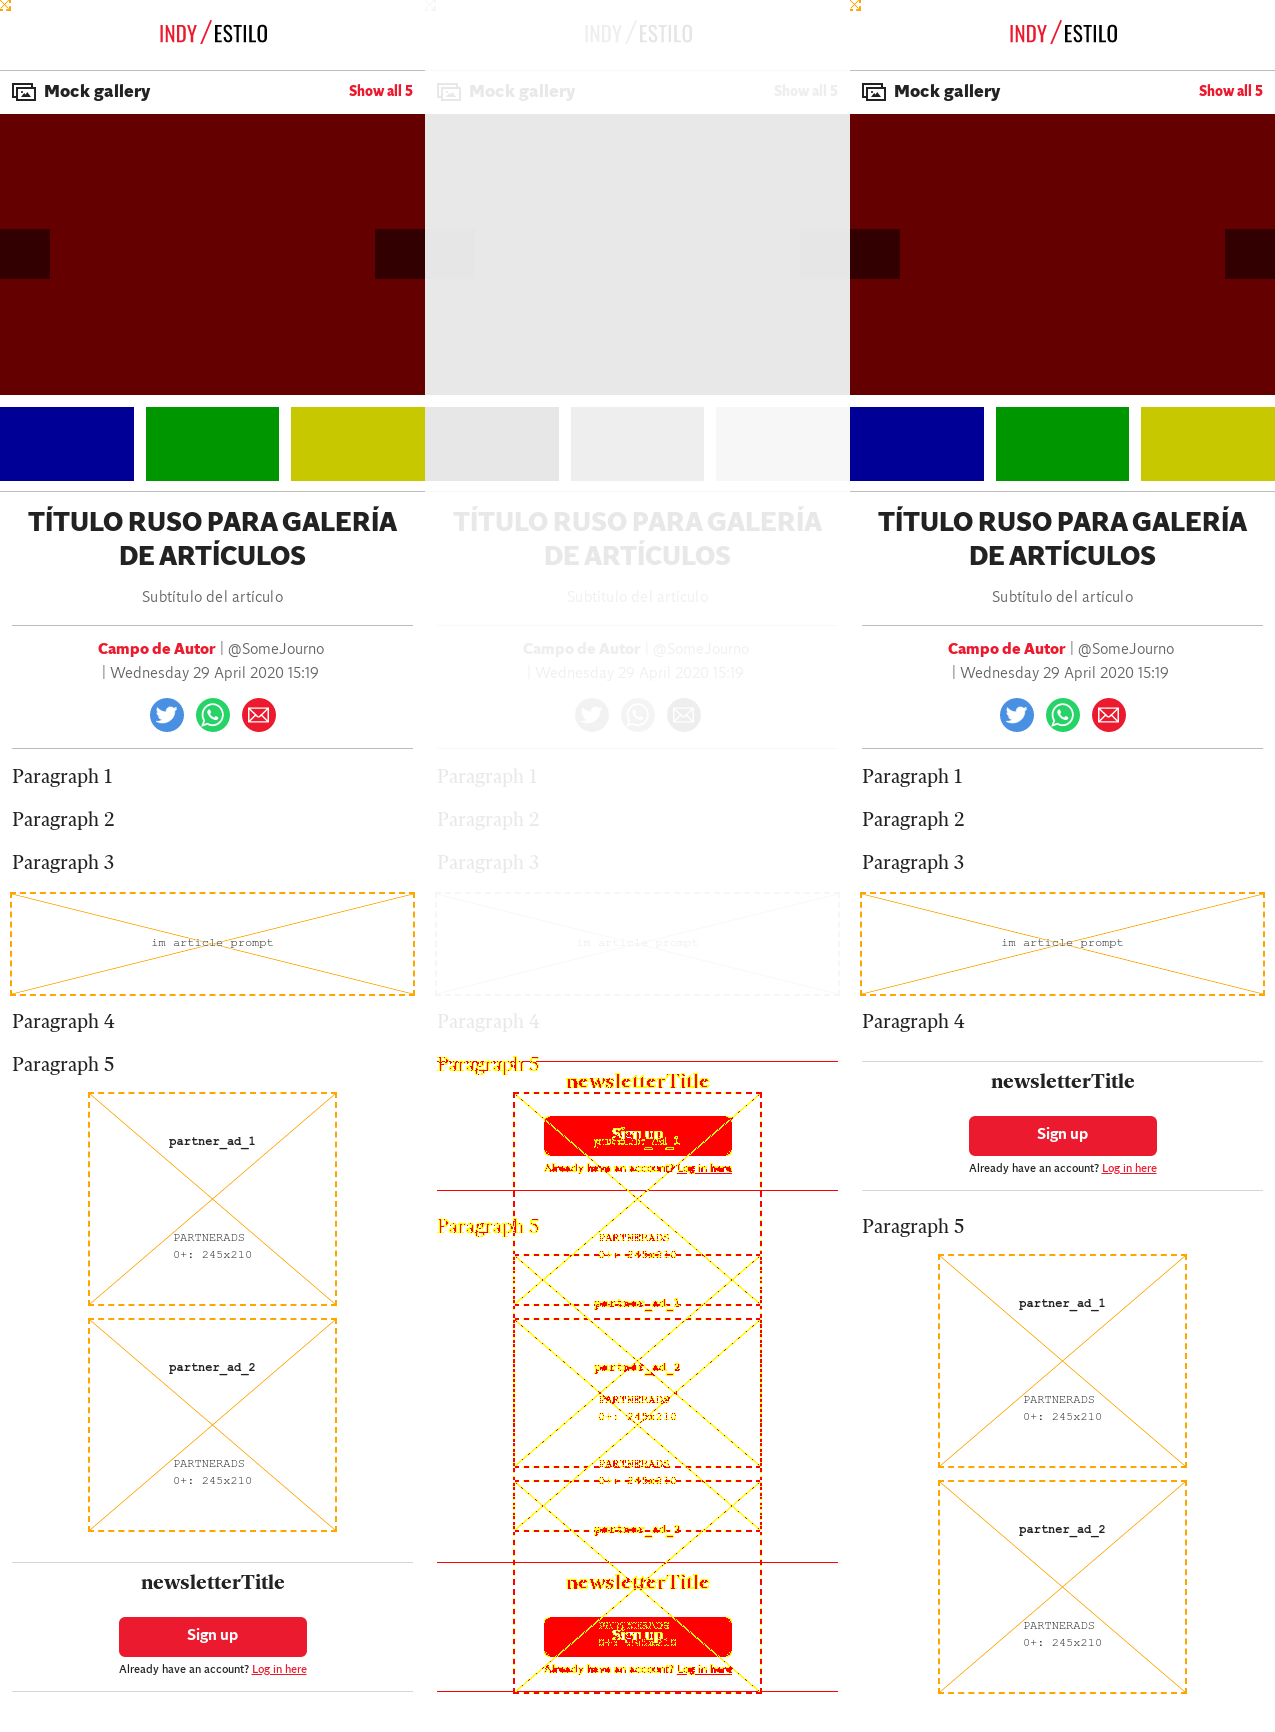 INDY/ESTILO
Mock gallery
Show all 5
TÍTULO RUSO PARA GALERÍA
DE ARTÍCULOS
Subtítulo del artículo
Campo de Autor | @SomeJourno
| Wednesday 29 April 2020 15:19
Paragraph 1
Paragraph 2
Paragraph 3
im article prompt
Paragraph 4
Paragraph 5
partner_ad_1
PARTNERADS
0+: 245x210
partner_ad_2
PARTNERADS
0+: 245x210
newsletterTitle
Sign up
Already have an account? Log in here
INDY/ESTILO
Mock gallery
Show all 5
TÍTULO RUSO PARA GALERÍA
DE ARTÍCULOS
Subtítulo del artículo
Campo de Autor | @SomeJourno
| Wednesday 29 April 2020 15:19
Paragraph 1
Paragraph 2
Paragraph 3
im article prompt
Paragraph 4
Paragraph 5
newsletterTitle
Sign up
partner_ad_1
Already have an account? Log in here
Paragraph 5
PARTNERADS
0+: 245x210
partner_ad_1
partner_ad_2
PARTNERADS
0+: 245x210
PARTNERADS
0+: 245x210
partner_ad_2
newsletterTitle
PARTNERADS
Sign up
0+: 245x210
Already have an account? Log in here
INDY/ESTILO
Mock gallery
Show all 5
TÍTULO RUSO PARA GALERÍA
DE ARTÍCULOS
Subtítulo del artículo
Campo de Autor | @SomeJourno
| Wednesday 29 April 2020 15:19
Paragraph 1
Paragraph 2
Paragraph 3
im article prompt
Paragraph 4
newsletterTitle
Sign up
Already have an account? Log in here
Paragraph 5
partner_ad_1
PARTNERADS
0+: 245x210
partner_ad_2
PARTNERADS
0+: 245x210